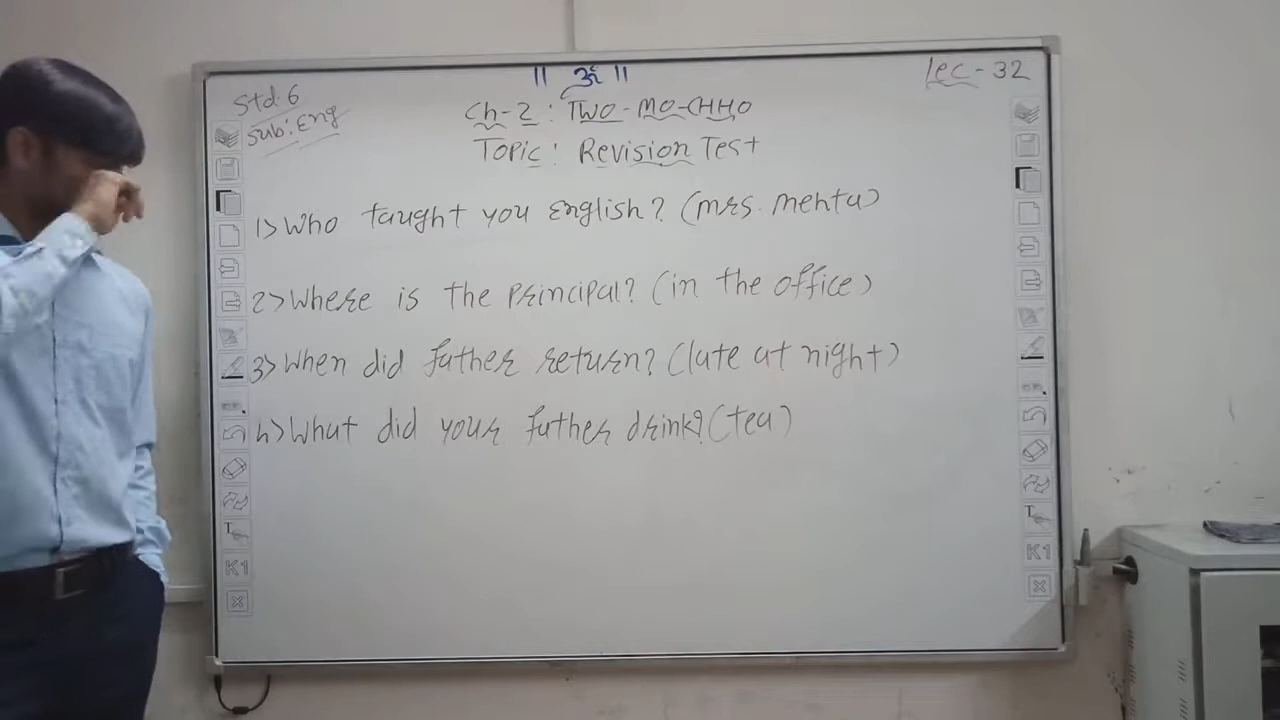 || ॐ ||
Lec - 32
Std. 6
Sub: Eng
Ch-2 : TWO-MO-CHHO
Topic : Revision Test
1> Who taught you English? (Mrs. Mehta)
2> Where is the Principal? (in the office)
3> When did father return? (late at night)
4> What did your father drink? (tea)
T
K1
T
K1